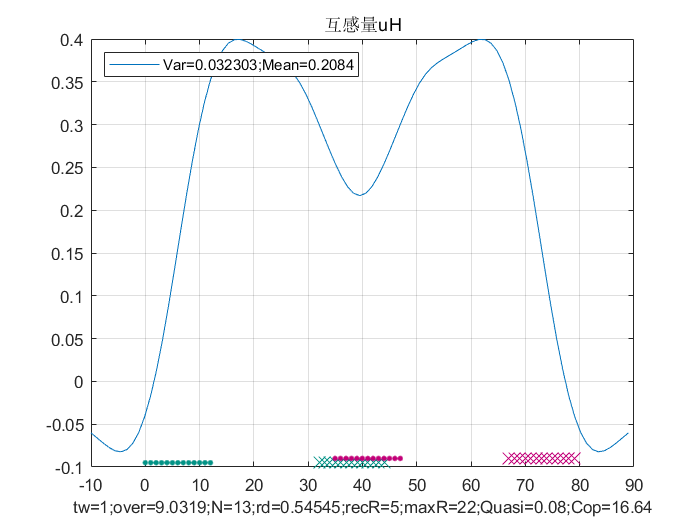 互感量uH
0.4
Var=0.032303;Mean=0.2084
0.35
0.3
0.25
0.2
0.15
0.1
0.05
0
-0.05
-0.1
-10 0 10 20 30 40 50 60 70 80 90
tw=1;over=9.0319;N=13;rd=0.54545;recR=5;maxR=22;Quasi=0.08;Cop=16.64